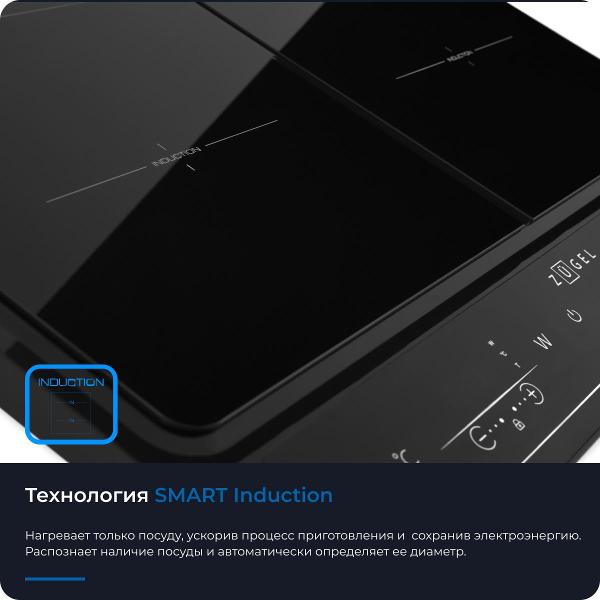 INDUCTION
INDUCTION
ZÜGEL
W
W
°C
T
°C
INDUCTION
Технология SMART Induction
Нагревает только посуду, ускорив процесс приготовления и сохранив электроэнергию.
Распознает наличие посуды и автоматически определяет ее диаметр.